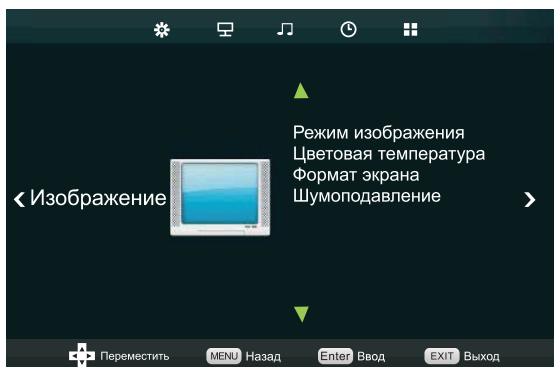 Режим изображения
Цветовая температура
Формат экрана
Шумоподавление
Изображение
Переместить
MENU Назад
Enter Ввод
EXIT Выход